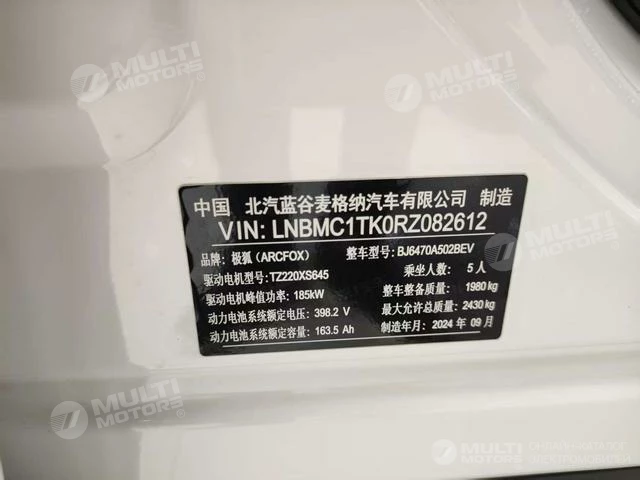 MULTI
MOTORS®
MULTI
MOTORS®
中国 北汽蓝谷麦格纳汽车有限公司 制造
VIN: LNBMC1TK0RZ082612
品牌: 极狐 (ARCFOX) 整车型号: BJ6470A502BEV
驱动电机型号: TZ220XS645 乘坐人数: 5 人
驱动电机峰值功率: 185kW 整车整备质量: 1980 kg
动力电池系统额定电压: 398.2 V 最大允许总质量: 2430 kg
动力电池系统额定容量: 163.5 Ah 制造年月: 2024 年 09 月
MULTI
MOTORS®
MULTI
MOTORS
ОНЛАЙН-КАТАЛОГ
ЭЛЕКТРОМОБИЛЕЙ